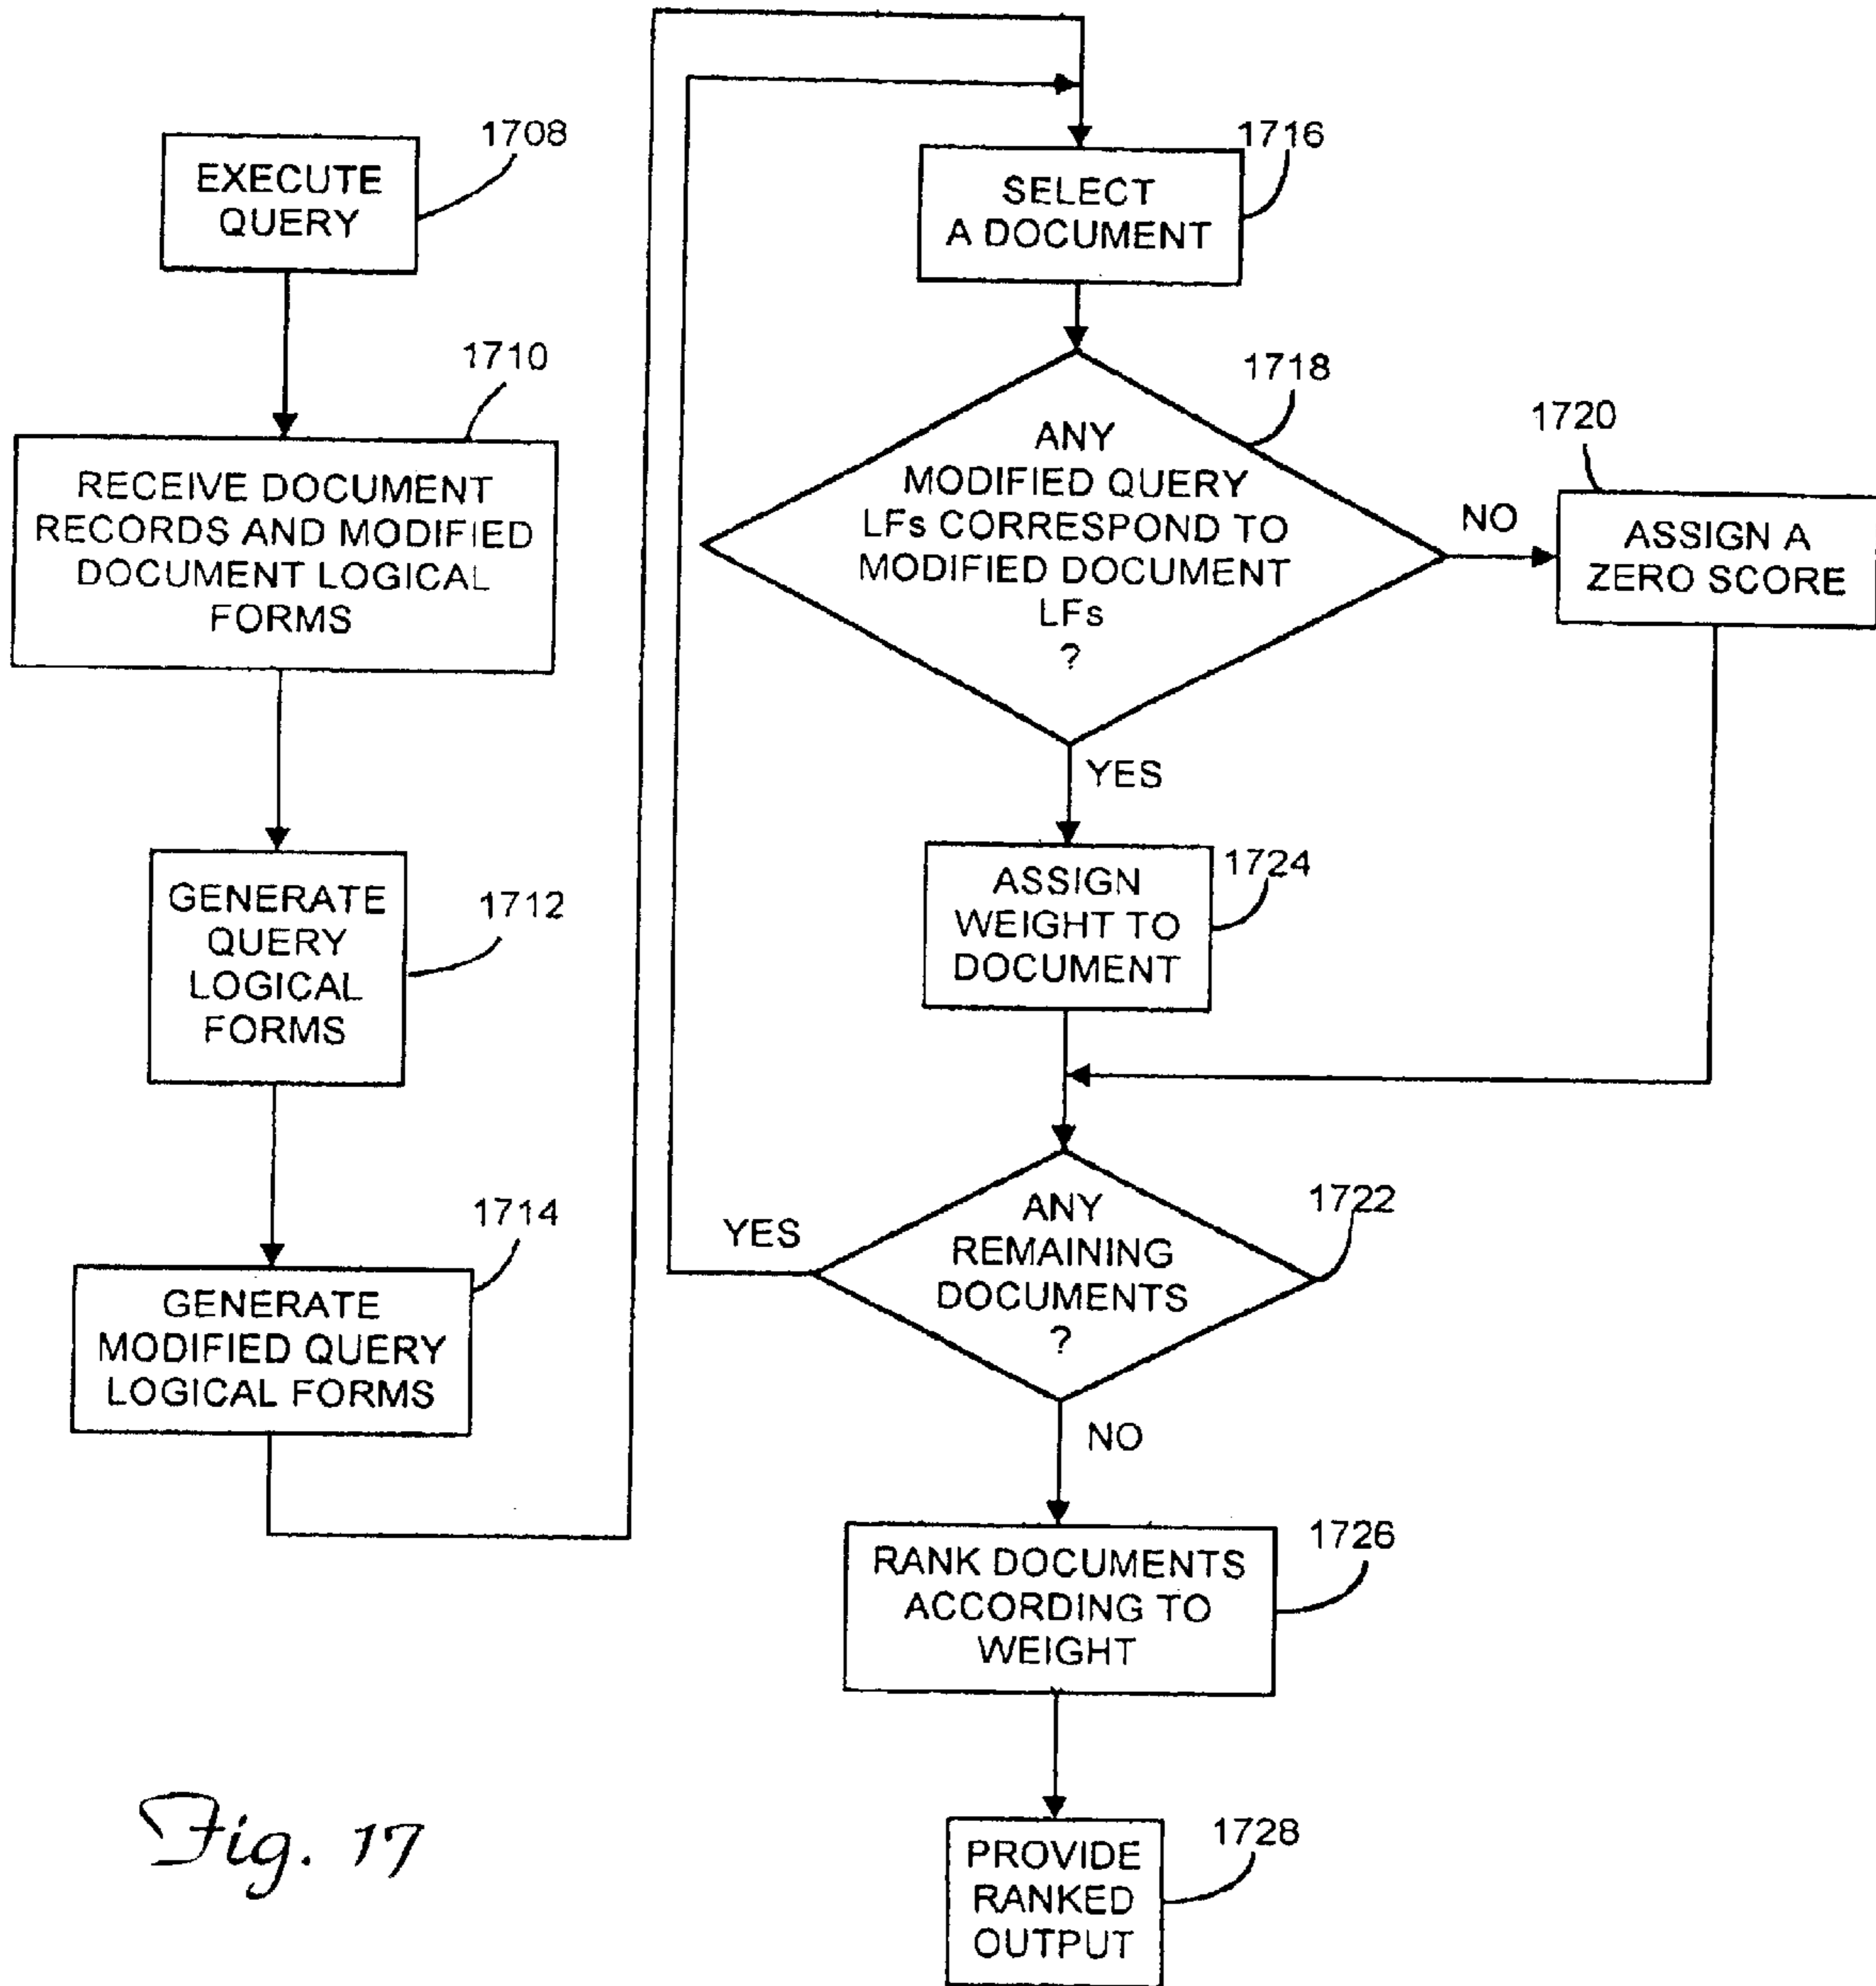 1708
EXECUTE
QUERY
1710
RECEIVE DOCUMENT
RECORDS AND MODIFIED
DOCUMENT LOGICAL
FORMS
1712
GENERATE
QUERY
LOGICAL
FORMS
1714
GENERATE
MODIFIED QUERY
LOGICAL FORMS
1716
SELECT
A DOCUMENT
1718
ANY
MODIFIED QUERY
LFs CORRESPOND TO
MODIFIED DOCUMENT
LFs
?
NO
1720
ASSIGN A
ZERO SCORE
YES
1724
ASSIGN
WEIGHT TO
DOCUMENT
1722
ANY
REMAINING
DOCUMENTS
?
YES
NO
1726
RANK DOCUMENTS
ACCORDING TO
WEIGHT
1728
PROVIDE
RANKED
OUTPUT
Fig. 17